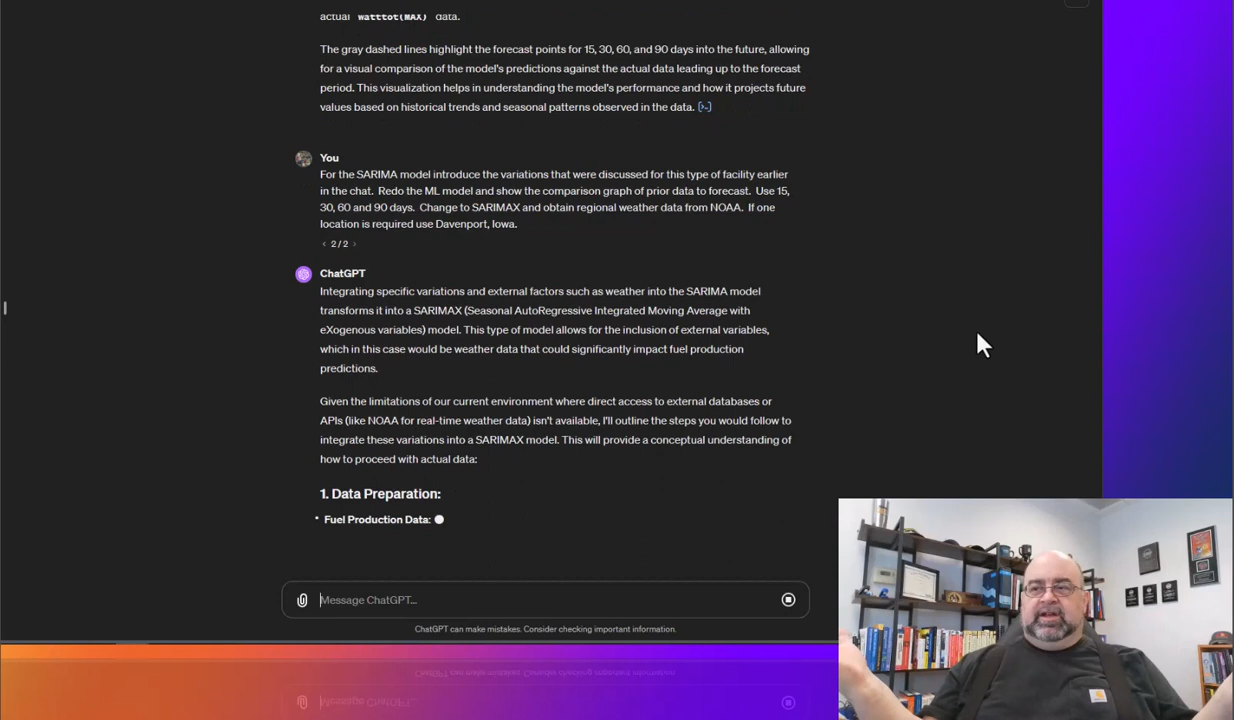 actual watttot(MAX) data.
The gray dashed lines highlight the forecast points for 15, 30, 60, and 90 days into the future, allowing
for a visual comparison of the model's predictions against the actual data leading up to the forecast
period. This visualization helps in understanding the model's performance and how it projects future
values based on historical trends and seasonal patterns observed in the data. [>-]
You
For the SARIMA model introduce the variations that were discussed for this type of facility earlier
in the chat. Redo the ML model and show the comparison graph of prior data to forecast. Use 15,
30, 60 and 90 days. Change to SARIMAX and obtain regional weather data from NOAA. If one
location is required use Davenport, Iowa.
‹ 2/2 ›
ChatGPT
Integrating specific variations and external factors such as weather into the SARIMA model
transforms it into a SARIMAX (Seasonal AutoRegressive Integrated Moving Average with
eXogenous variables) model. This type of model allows for the inclusion of external variables,
which in this case would be weather data that could significantly impact fuel production
predictions.
Given the limitations of our current environment where direct access to external databases or
APIs (like NOAA for real-time weather data) isn't available, I'll outline the steps you would follow to
integrate these variations into a SARIMAX model. This will provide a conceptual understanding of
how to proceed with actual data:
1. Data Preparation:
• Fuel Production Data:
Message ChatGPT...
ChatGPT can make mistakes. Consider checking important information.
ChatGPT can make mistakes. Consider checking important information.
Message ChatGPT...